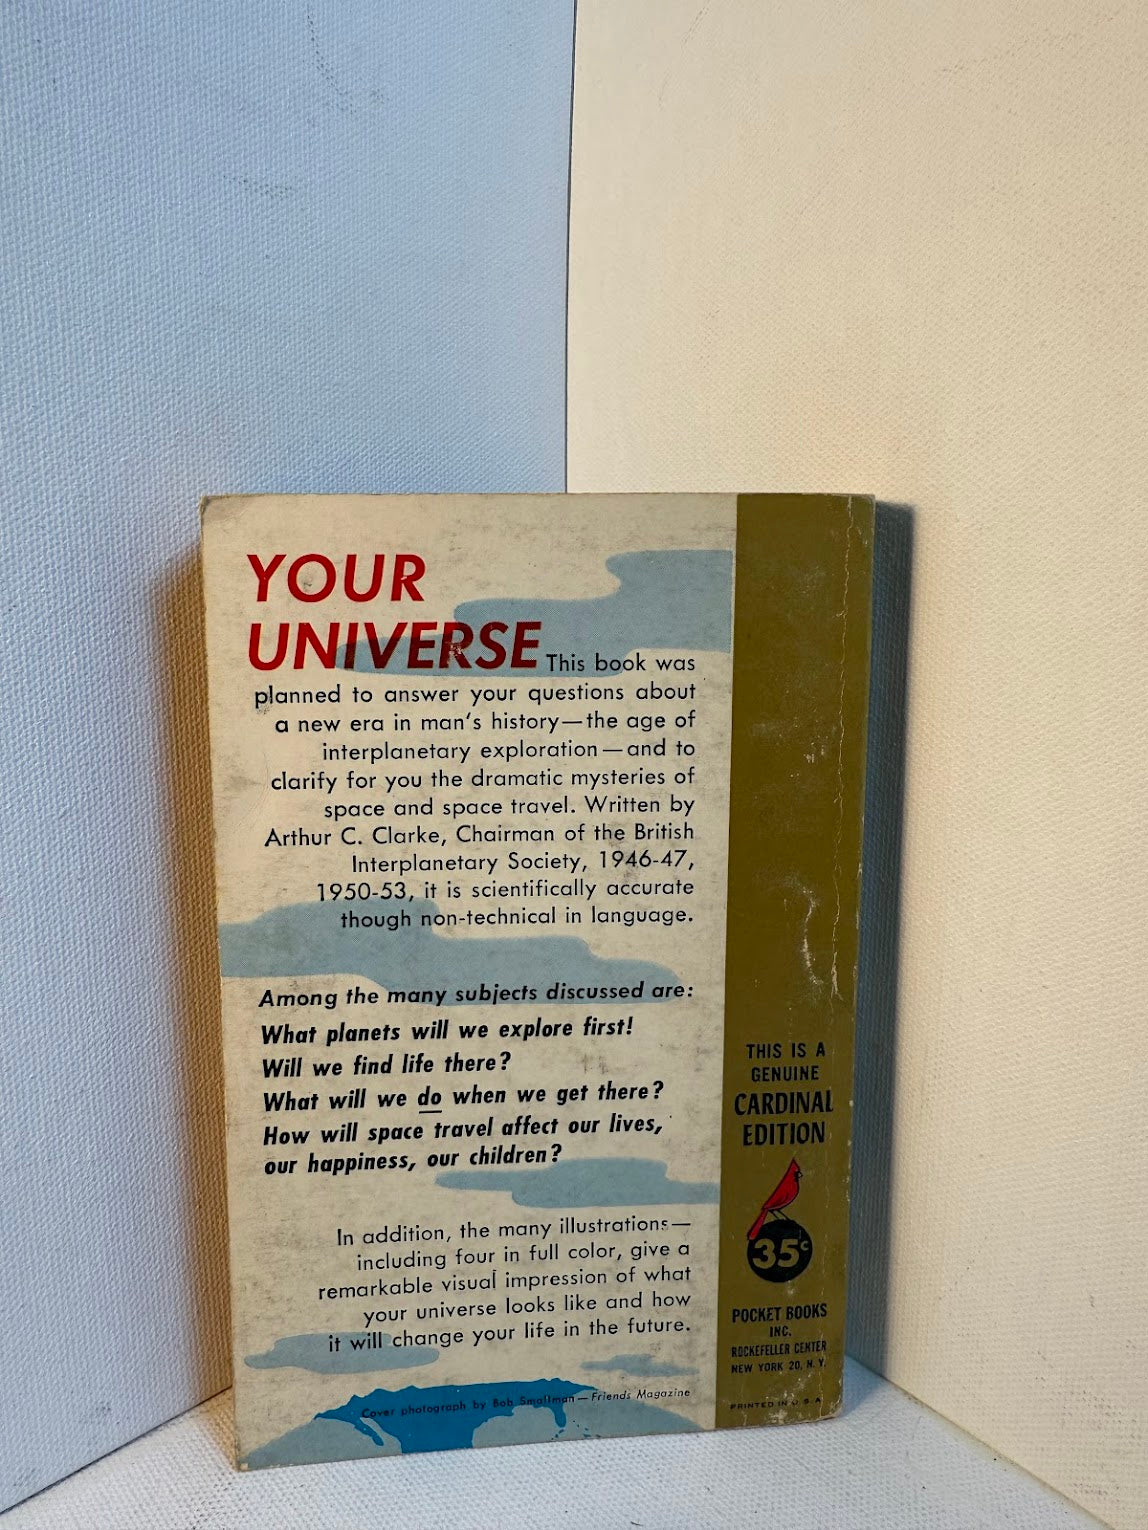 YOUR
UNIVERSE This book was
planned to answer your questions about
a new era in man's history—the age of
interplanetary exploration—and to
clarify for you the dramatic mysteries of
space and space travel. Written by
Arthur C. Clarke, Chairman of the British
Interplanetary Society, 1946-47,
1950-53, it is scientifically accurate
though non-technical in language.
Among the many subjects discussed are:
What planets will we explore first!
Will we find life there?
What will we do when we get there?
How will space travel affect our lives,
our happiness, our children?
In addition, the many illustrations—
including four in full color, give a
remarkable visual impression of what
your universe looks like and how
it will change your life in the future.
Cover photograph by Bob Smallman—Friends Magazine
THIS IS A
GENUINE
CARDINAL
EDITION
35c
POCKET BOOKS
INC.
ROCKEFELLER CENTER
NEW YORK 20, N. Y.
PRINTED IN U.S.A.